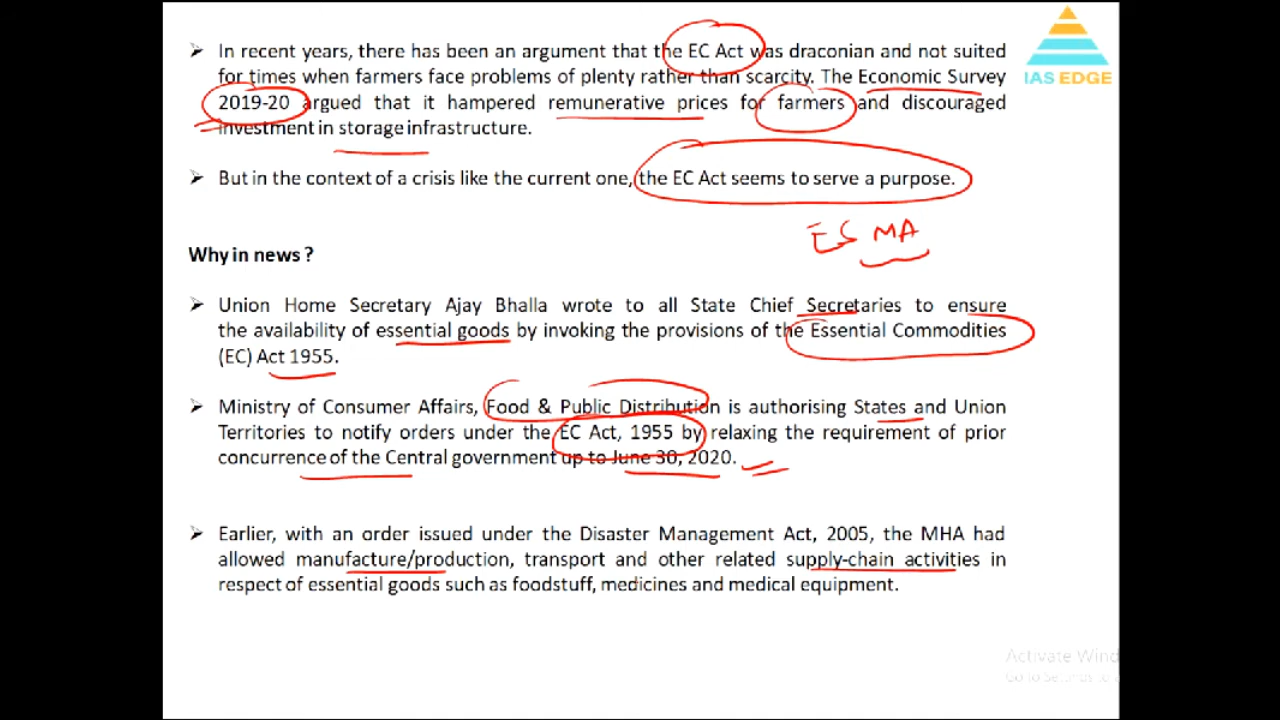 ➢ In recent years, there has been an argument that the EC Act was draconian and not suited
for times when farmers face problems of plenty rather than scarcity. The Economic Survey
2019-20 argued that it hampered remunerative prices for farmers and discouraged
investment in storage infrastructure.
IAS EDGE
➢ But in the context of a crisis like the current one, the EC Act seems to serve a purpose.
ESMA
Why in news ?
➢ Union Home Secretary Ajay Bhalla wrote to all State Chief Secretaries to ensure
the availability of essential goods by invoking the provisions of the Essential Commodities
(EC) Act 1955.
➢ Ministry of Consumer Affairs, Food & Public Distribution is authorising States and Union
Territories to notify orders under the EC Act, 1955 by relaxing the requirement of prior
concurrence of the Central government up to June 30, 2020.
➢ Earlier, with an order issued under the Disaster Management Act, 2005, the MHA had
allowed manufacture/production, transport and other related supply-chain activities in
respect of essential goods such as foodstuff, medicines and medical equipment.
Activate Wind
Go to Settings to